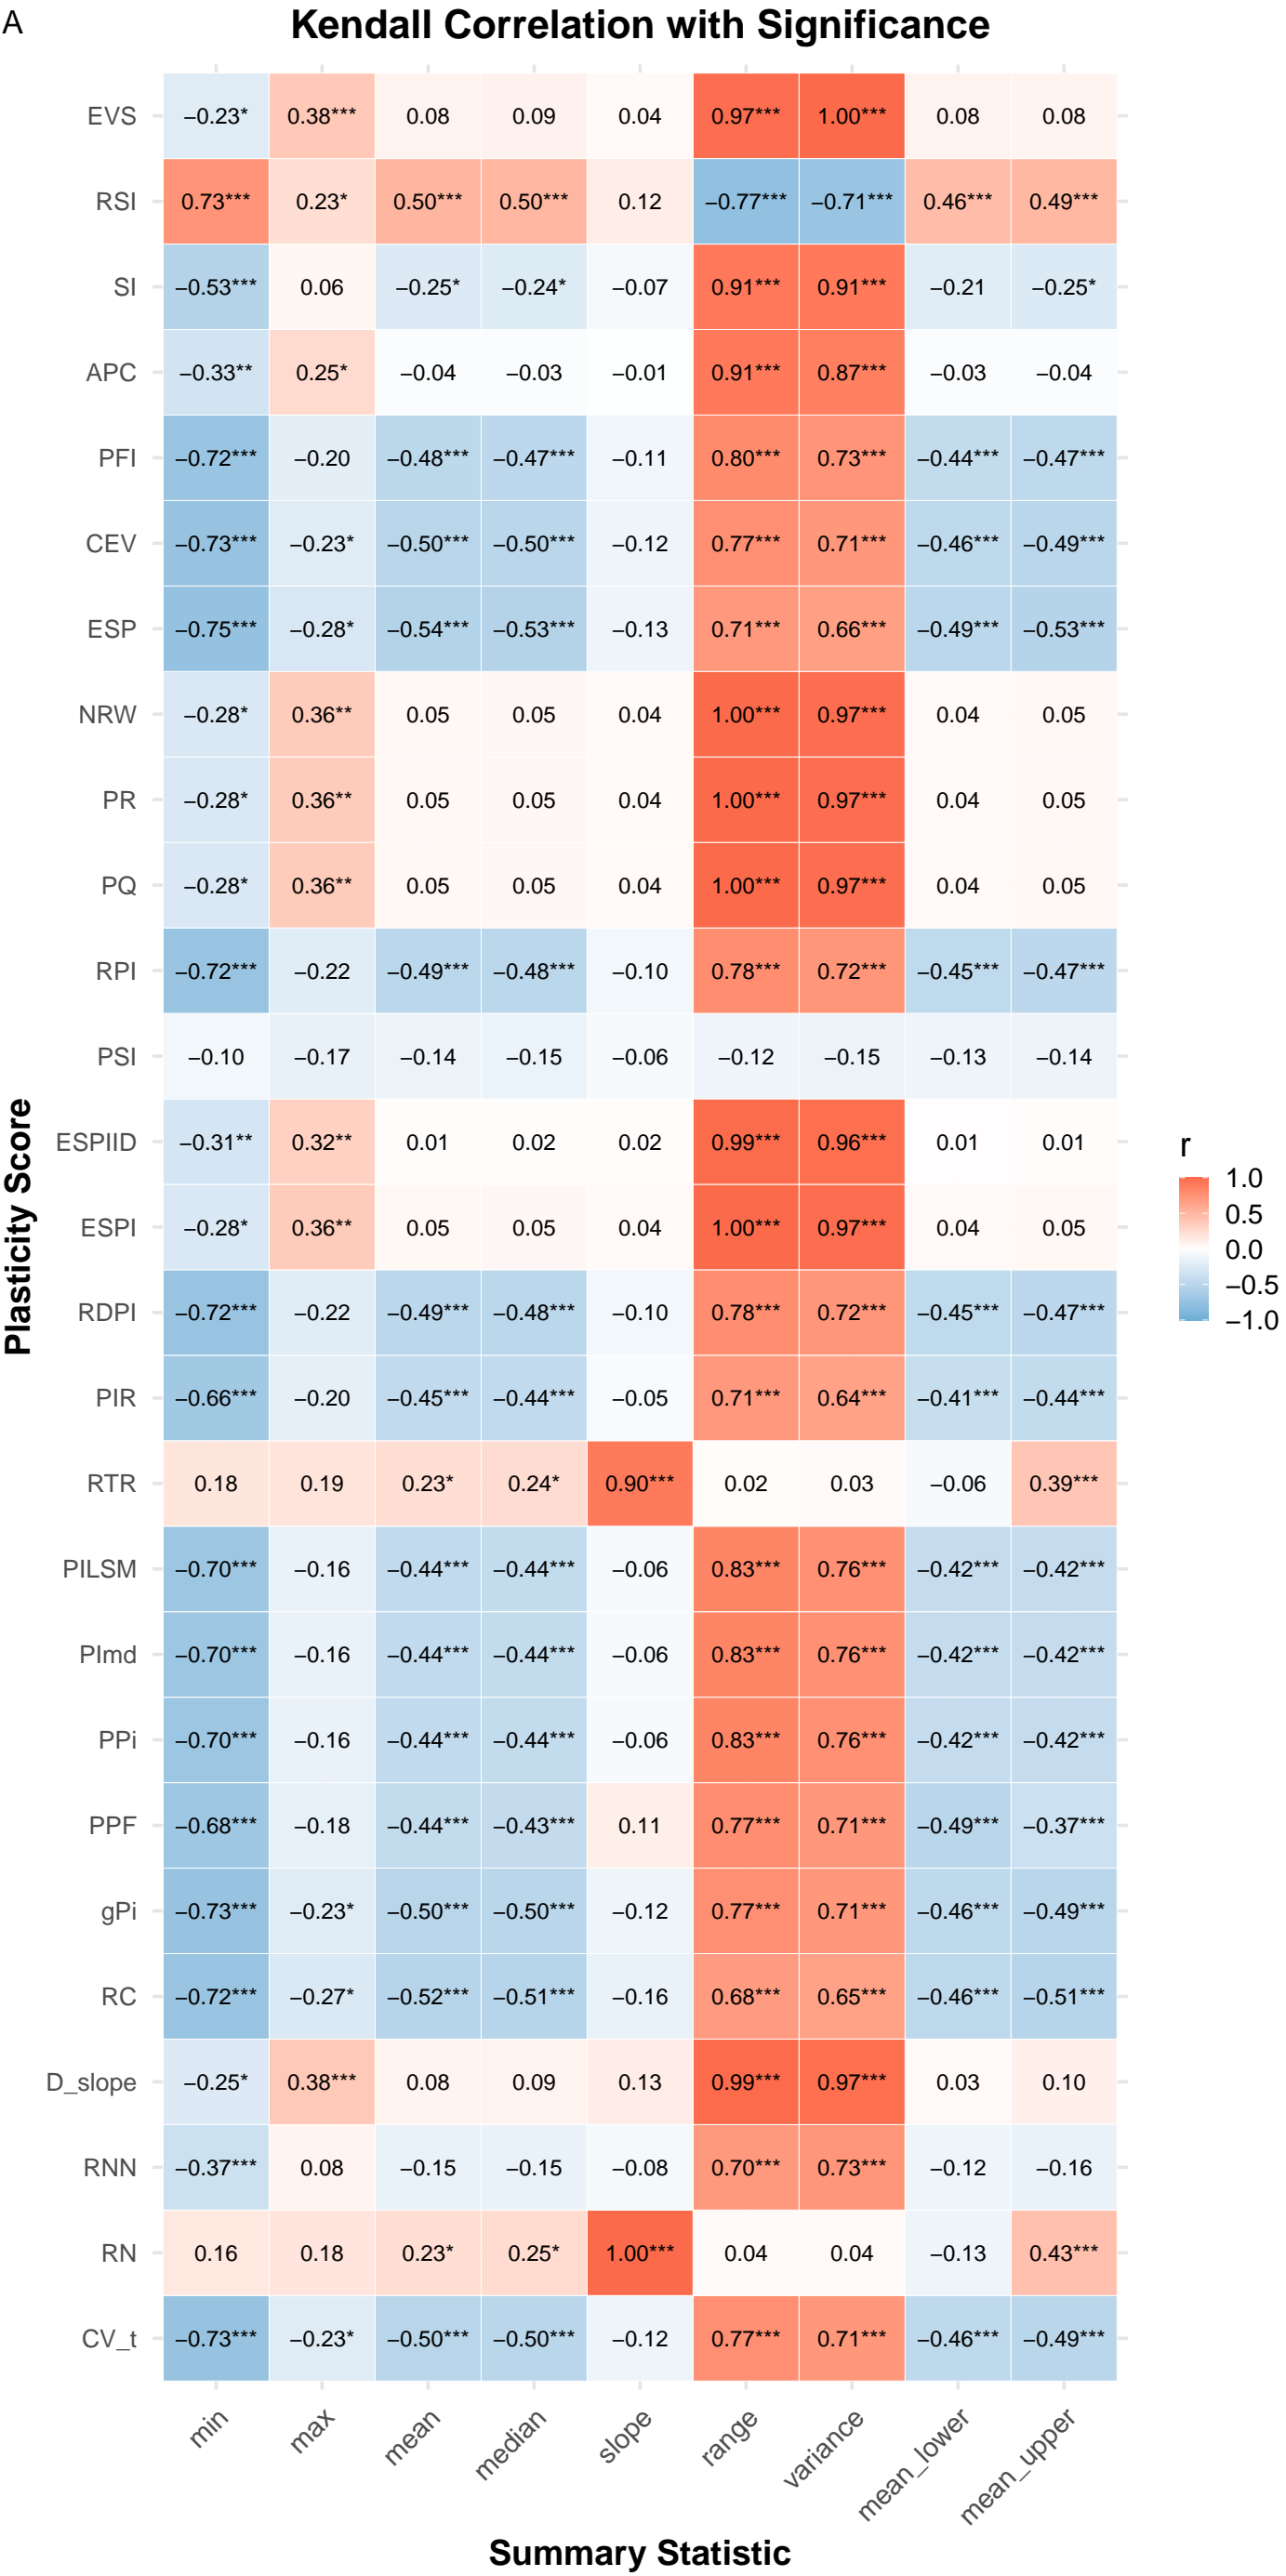 A
Kendall Correlation with Significance
EVS −0.23* 0.38*** 0.08 0.09 0.04 0.97*** 1.00*** 0.08 0.08
RSI 0.73*** 0.23* 0.50*** 0.50*** 0.12 −0.77*** −0.71*** 0.46*** 0.49***
SI −0.53*** 0.06 −0.25* −0.24* −0.07 0.91*** 0.91*** −0.21 −0.25*
APC −0.33** 0.25* −0.04 −0.03 −0.01 0.91*** 0.87*** −0.03 −0.04
PFI −0.72*** −0.20 −0.48*** −0.47*** −0.11 0.80*** 0.73*** −0.44*** −0.47***
CEV −0.73*** −0.23* −0.50*** −0.50*** −0.12 0.77*** 0.71*** −0.46*** −0.49***
ESP −0.75*** −0.28* −0.54*** −0.53*** −0.13 0.71*** 0.66*** −0.49*** −0.53***
NRW −0.28* 0.36** 0.05 0.05 0.04 1.00*** 0.97*** 0.04 0.05
PR −0.28* 0.36** 0.05 0.05 0.04 1.00*** 0.97*** 0.04 0.05
PQ −0.28* 0.36** 0.05 0.05 0.04 1.00*** 0.97*** 0.04 0.05
RPI −0.72*** −0.22 −0.49*** −0.48*** −0.10 0.78*** 0.72*** −0.45*** −0.47***
PSI −0.10 −0.17 −0.14 −0.15 −0.06 −0.12 −0.15 −0.13 −0.14
ESPIID −0.31** 0.32** 0.01 0.02 0.02 0.99*** 0.96*** 0.01 0.01
ESPI −0.28* 0.36** 0.05 0.05 0.04 1.00*** 0.97*** 0.04 0.05
RDPI −0.72*** −0.22 −0.49*** −0.48*** −0.10 0.78*** 0.72*** −0.45*** −0.47***
PIR −0.66*** −0.20 −0.45*** −0.44*** −0.05 0.71*** 0.64*** −0.41*** −0.44***
RTR 0.18 0.19 0.23* 0.24* 0.90*** 0.02 0.03 −0.06 0.39***
PILSM −0.70*** −0.16 −0.44*** −0.44*** −0.06 0.83*** 0.76*** −0.42*** −0.42***
PImd −0.70*** −0.16 −0.44*** −0.44*** −0.06 0.83*** 0.76*** −0.42*** −0.42***
PPi −0.70*** −0.16 −0.44*** −0.44*** −0.06 0.83*** 0.76*** −0.42*** −0.42***
PPF −0.68*** −0.18 −0.44*** −0.43*** 0.11 0.77*** 0.71*** −0.49*** −0.37***
gPi −0.73*** −0.23* −0.50*** −0.50*** −0.12 0.77*** 0.71*** −0.46*** −0.49***
RC −0.72*** −0.27* −0.52*** −0.51*** −0.16 0.68*** 0.65*** −0.46*** −0.51***
D_slope −0.25* 0.38*** 0.08 0.09 0.13 0.99*** 0.97*** 0.03 0.10
RNN −0.37*** 0.08 −0.15 −0.15 −0.08 0.70*** 0.73*** −0.12 −0.16
RN 0.16 0.18 0.23* 0.25* 1.00*** 0.04 0.04 −0.13 0.43***
CV_t −0.73*** −0.23* −0.50*** −0.50*** −0.12 0.77*** 0.71*** −0.46*** −0.49***
min max mean median slope range variance mean_lower mean_upper
Summary Statistic
Plasticity Score
r
1.0
0.5
0.0
−0.5
−1.0